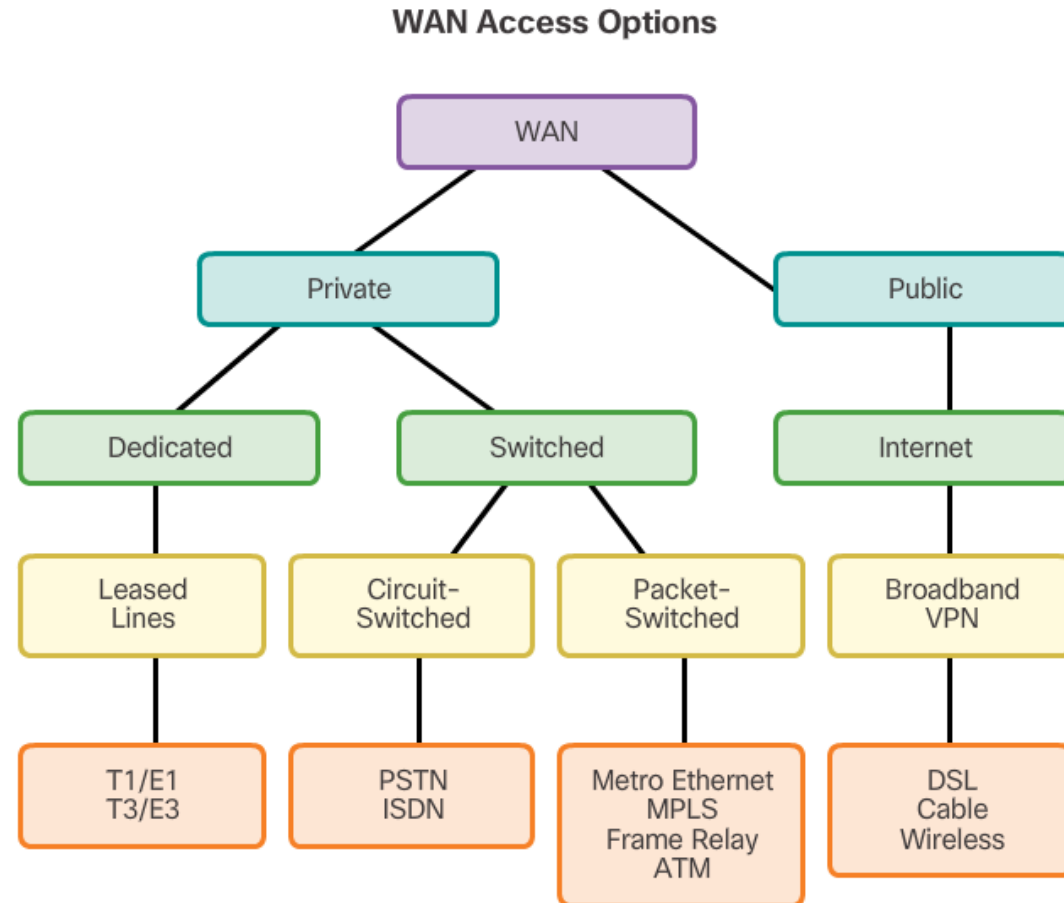 WAN Access Options
WAN
Private
Public
Dedicated
Switched
Internet
Leased
Lines
Circuit-
Switched
Packet-
Switched
Broadband
VPN
T1/E1
T3/E3
PSTN
ISDN
Metro Ethernet
MPLS
Frame Relay
ATM
DSL
Cable
Wireless